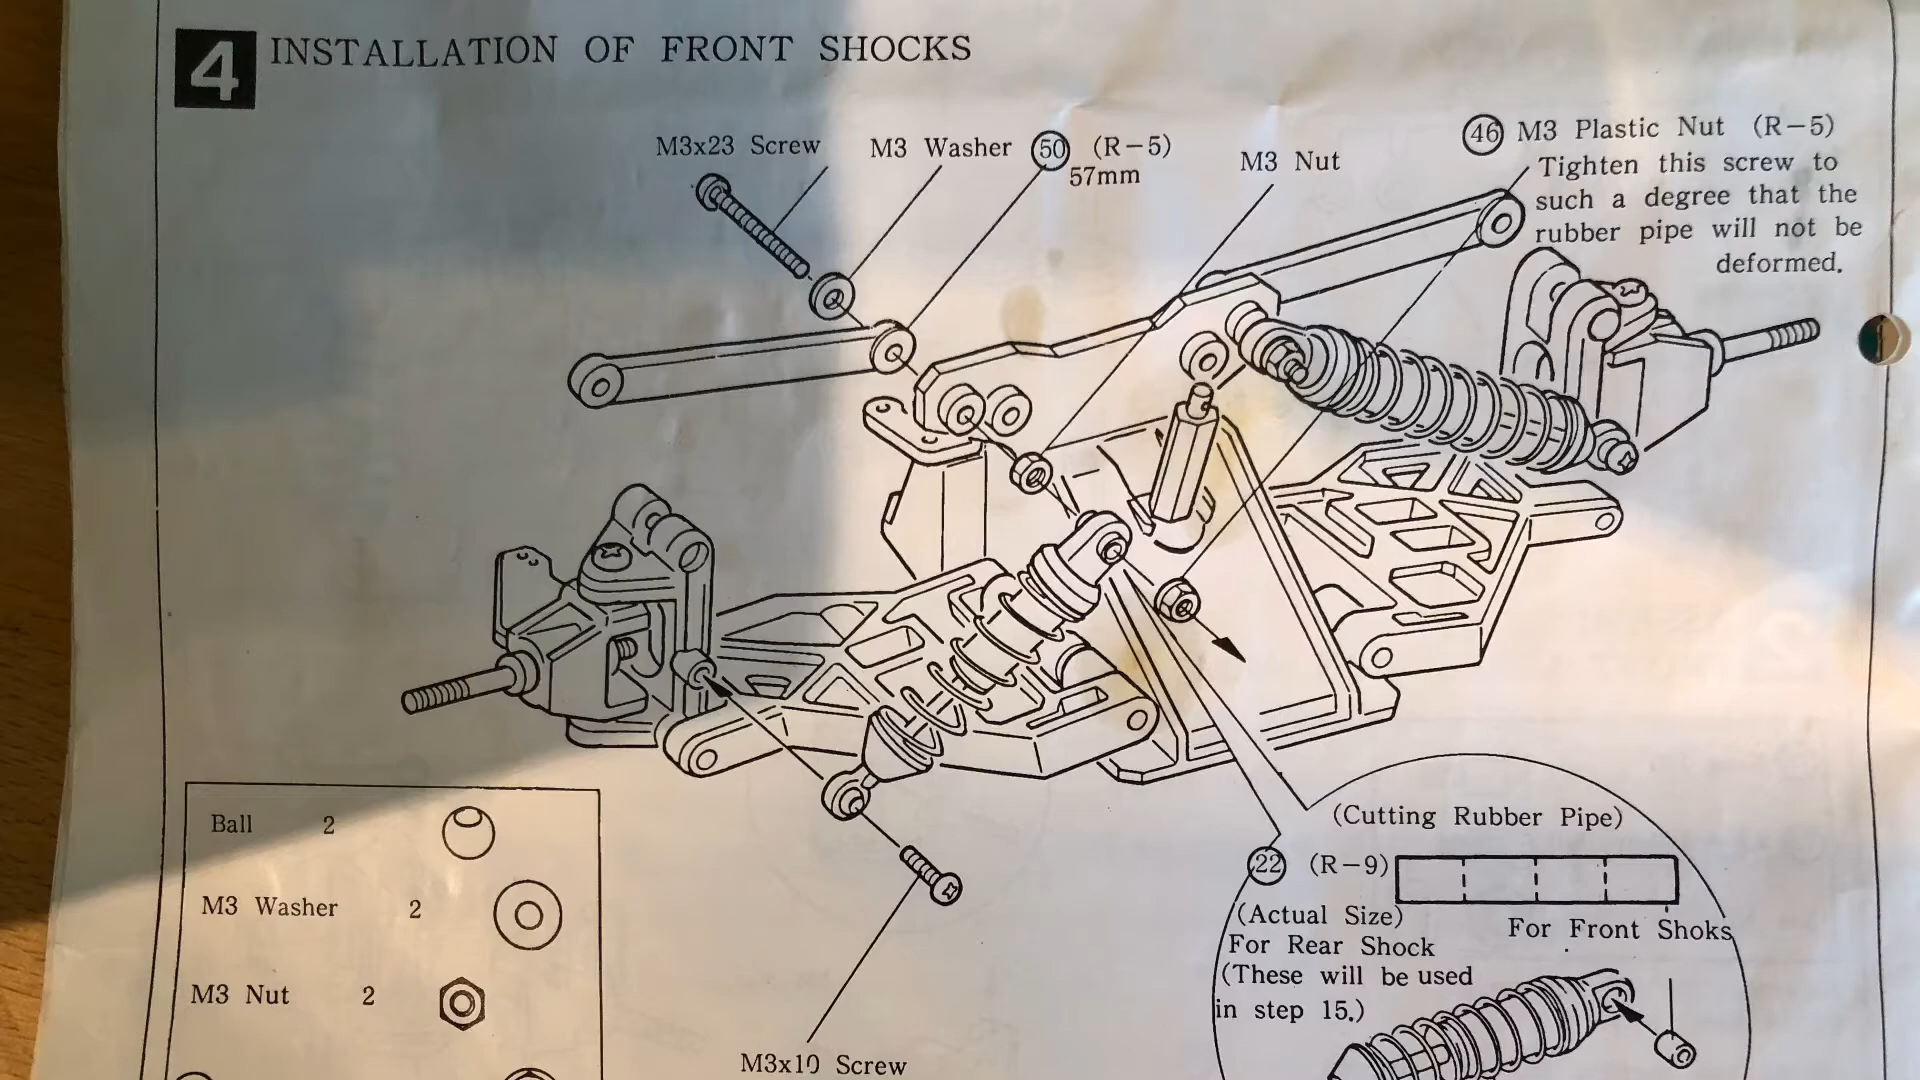 4 INSTALLATION OF FRONT SHOCKS
M3x23 Screw
M3 Washer
50 (R-5)
57mm
M3 Nut
46 M3 Plastic Nut (R-5)
Tighten this screw to
such a degree that the
rubber pipe will not be
deformed.
Ball 2
M3 Washer 2
M3 Nut 2
M3x10 Screw
(Cutting Rubber Pipe)
22 (R-9)
(Actual Size)
For Front Shoks
For Rear Shock
(These will be used
in step 15.)